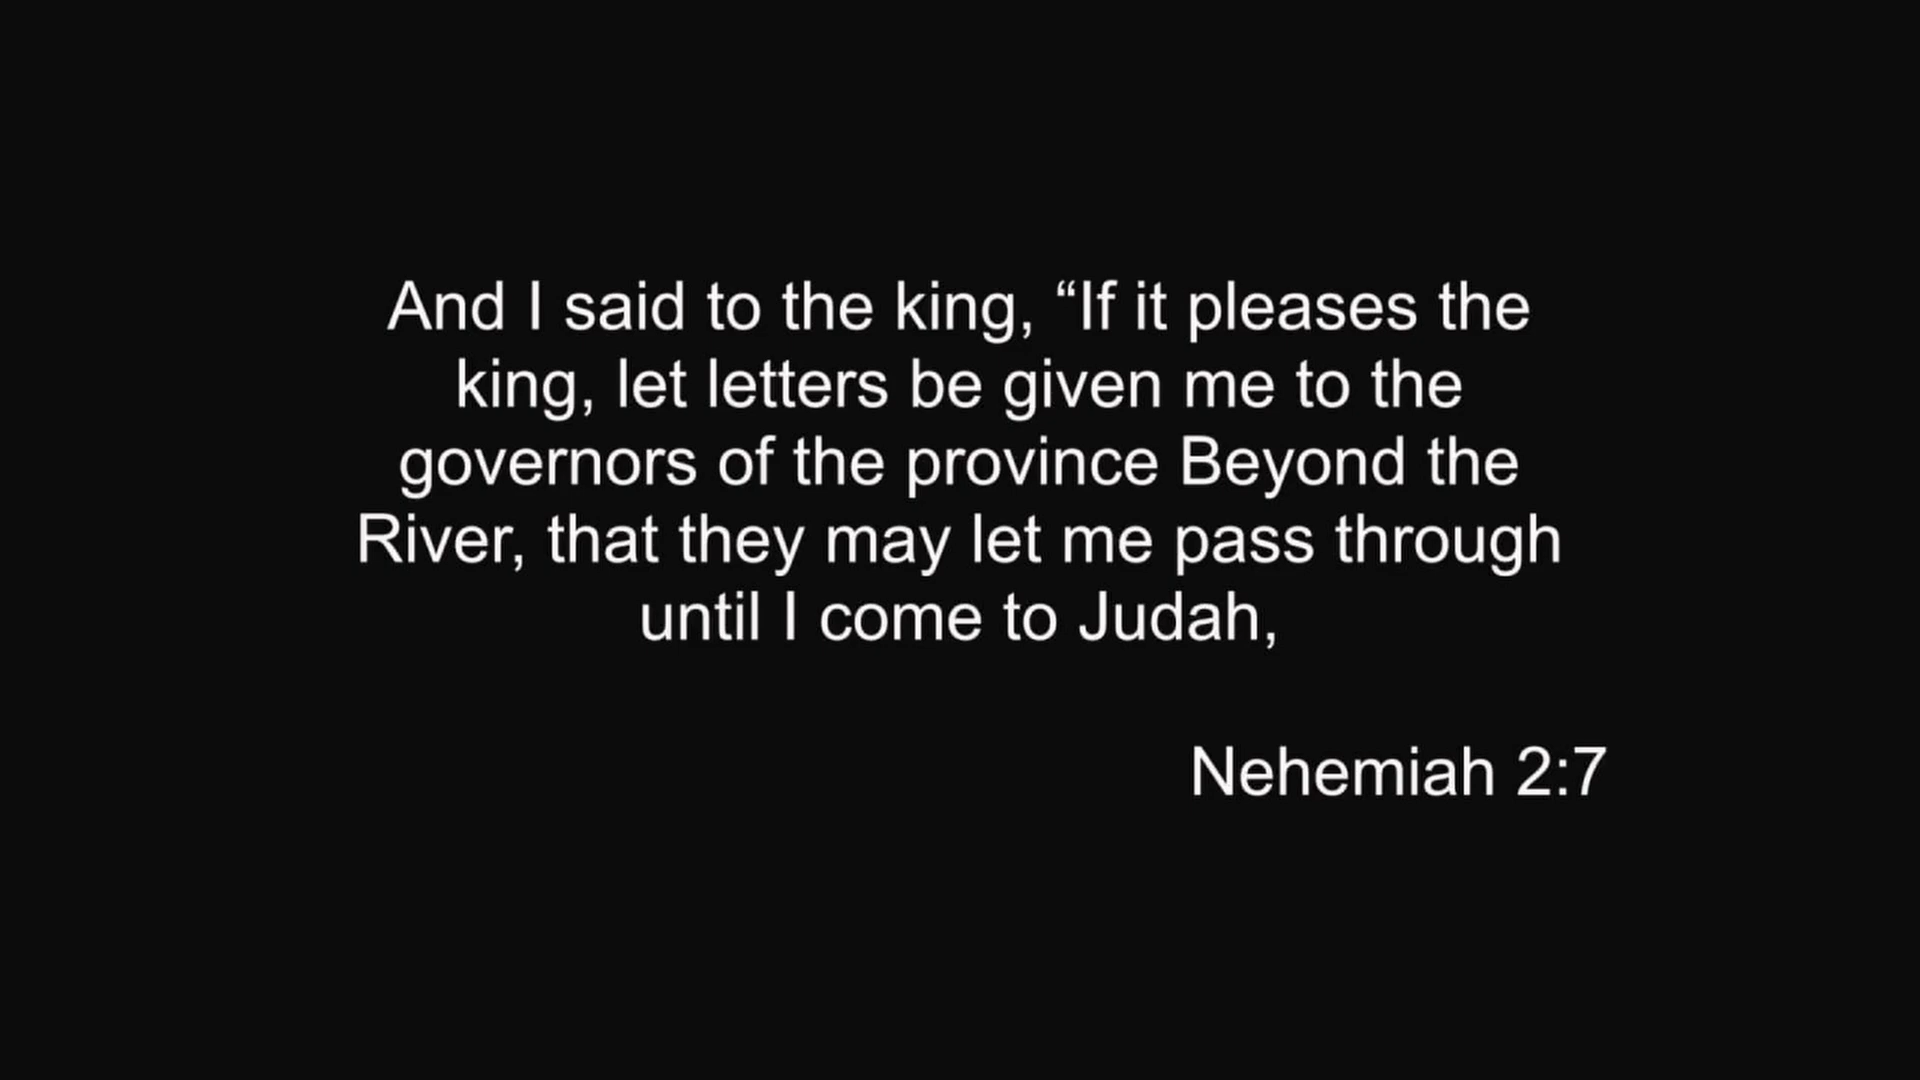 And I said to the king, “If it pleases the
king, let letters be given me to the
governors of the province Beyond the
River, that they may let me pass through
until I come to Judah,
Nehemiah 2:7